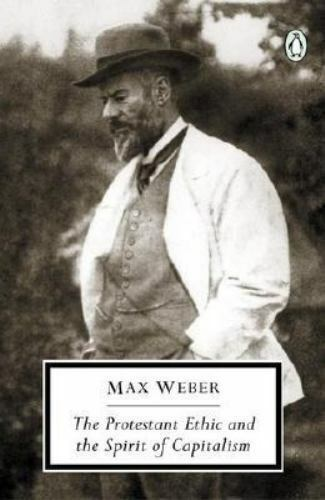 MAX WEBER
The Protestant Ethic and
the Spirit of Capitalism